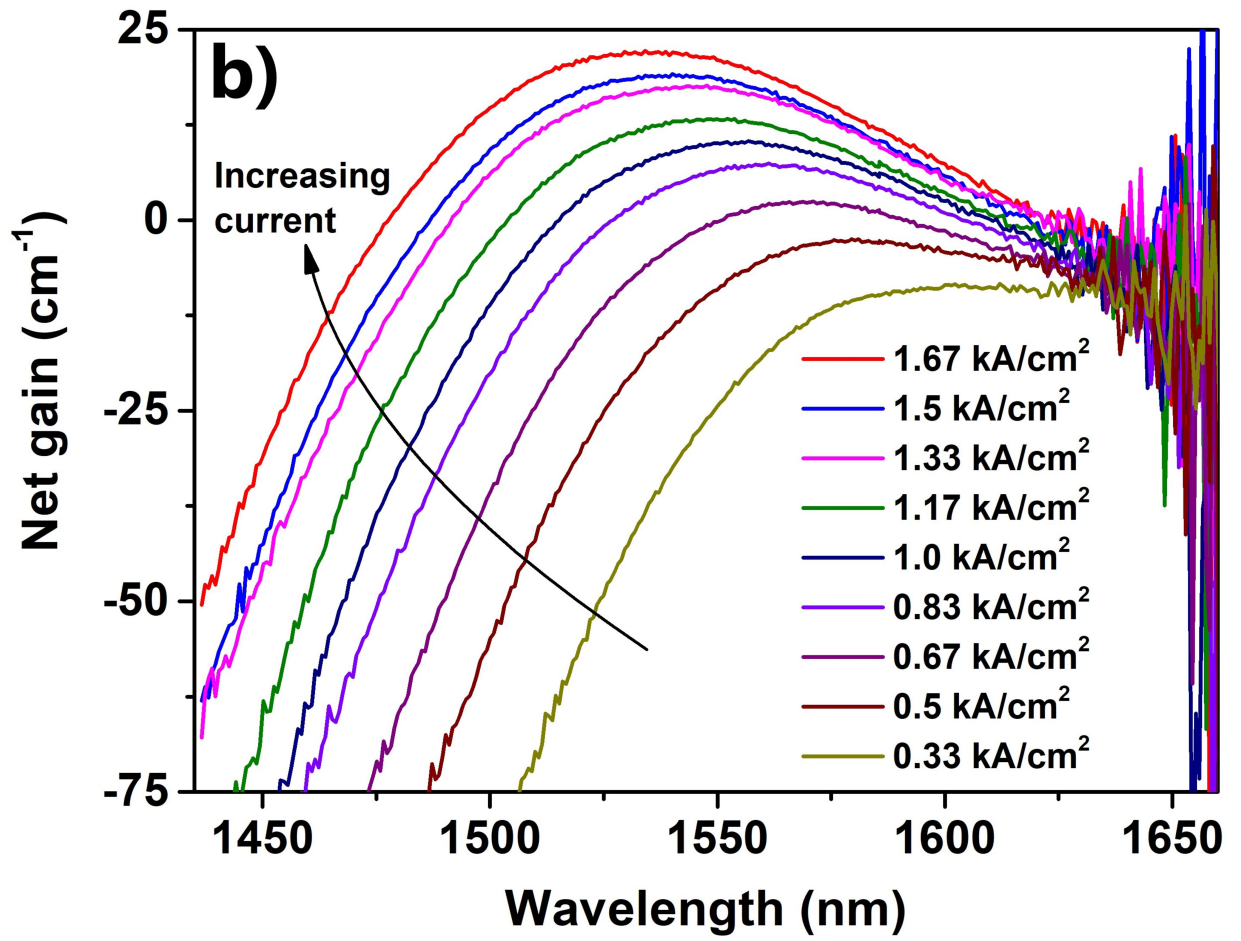 b)
25
0
-25
-50
-75
Net gain (cm⁻¹)
Increasing
current
1.67 kA/cm²
1.5 kA/cm²
1.33 kA/cm²
1.17 kA/cm²
1.0 kA/cm²
0.83 kA/cm²
0.67 kA/cm²
0.5 kA/cm²
0.33 kA/cm²
1450 1500 1550 1600 1650
Wavelength (nm)